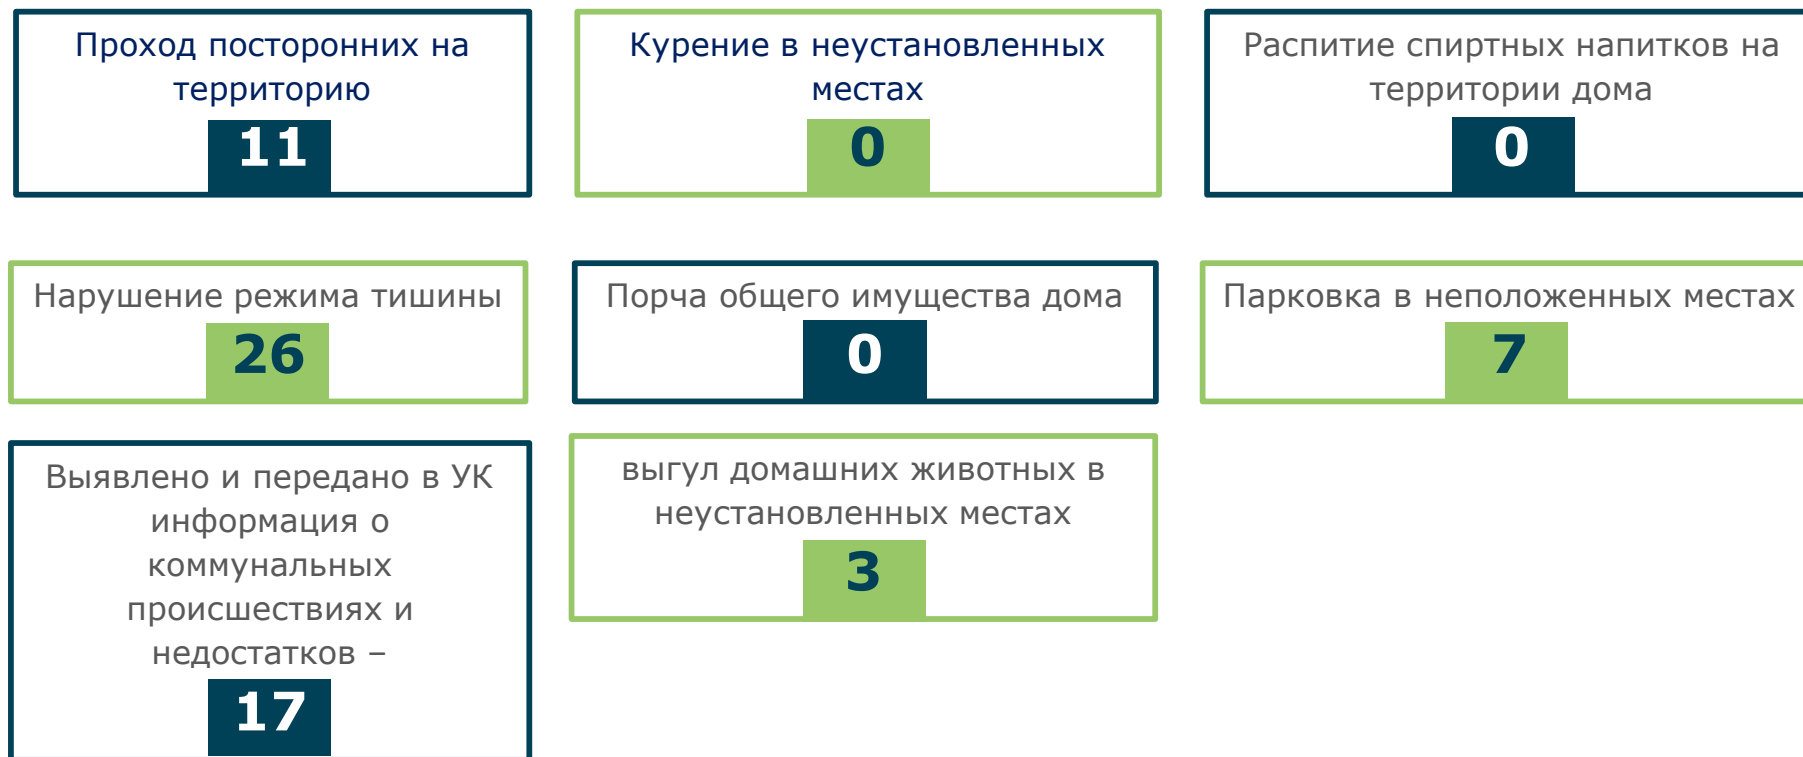 Проход посторонних на
территорию
11
Курение в неустановленных
местах
0
Распитие спиртных напитков на
территории дома
0
Нарушение режима тишины
26
Порча общего имущества дома
0
Парковка в неположенных местах
7
Выявлено и передано в УК
информация о
коммунальных
происшествиях и
недостатков –
17
выгул домашних животных в
неустановленных местах
3